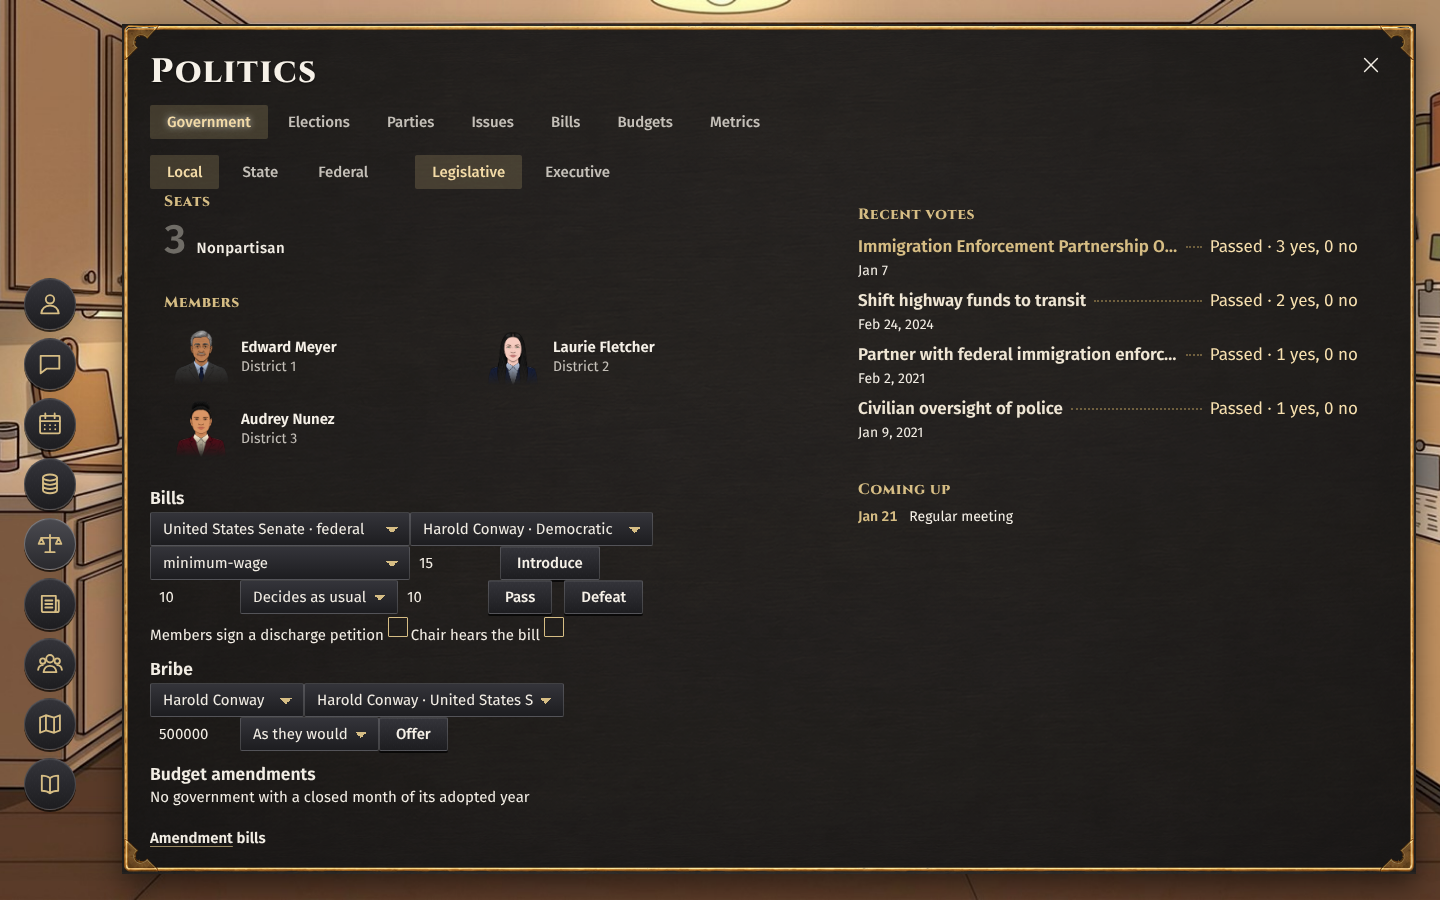 Politics
Government Elections Parties Issues Bills Budgets Metrics
Local State Federal Legislative Executive
Seats
3 Nonpartisan
Members
Edward Meyer
District 1
Laurie Fletcher
District 2
Audrey Nunez
District 3
Bills
United States Senate · federal Harold Conway · Democratic
minimum-wage 15 Introduce
10 Decides as usual 10 Pass Defeat
Members sign a discharge petition Chair hears the bill
Bribe
Harold Conway Harold Conway · United States S
500000 As they would Offer
Budget amendments
No government with a closed month of its adopted year
Amendment bills
Recent votes
Immigration Enforcement Partnership O... Passed · 3 yes, 0 no
Jan 7
Shift highway funds to transit Passed · 2 yes, 0 no
Feb 24, 2024
Partner with federal immigration enforc... Passed · 1 yes, 0 no
Feb 2, 2021
Civilian oversight of police Passed · 1 yes, 0 no
Jan 9, 2021
Coming up
Jan 21 Regular meeting